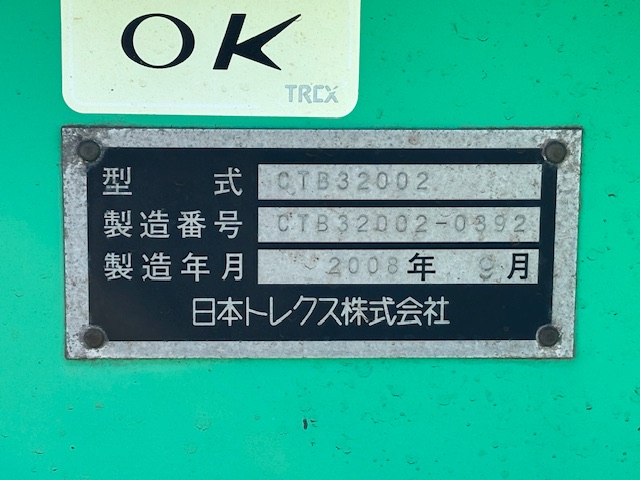 OK
TREX
型式 CTB32002
製造番号 CTB32002-0392
製造年月 2008年 9月
日本トレクス株式会社